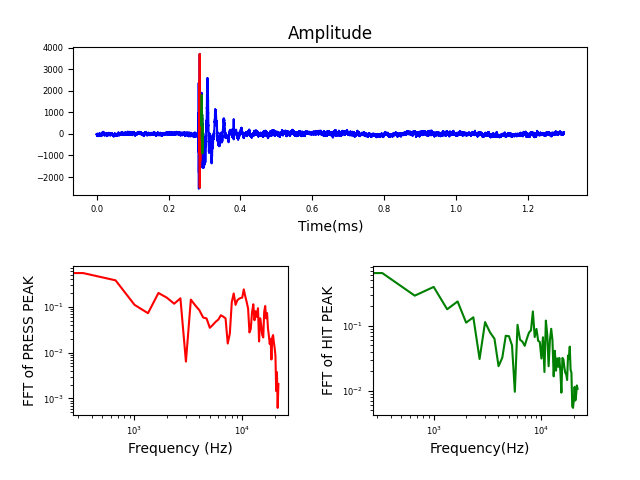 Amplitude
4000
3000
2000
1000
0
−1000
−2000
0.0 0.2 0.4 0.6 0.8 1.0 1.2
Time(ms)
FFT of PRESS PEAK
10⁻¹
10⁻²
10⁻³
10³ 10⁴
Frequency (Hz)
FFT of HIT PEAK
10⁻¹
10⁻²
10³ 10⁴
Frequency(Hz)